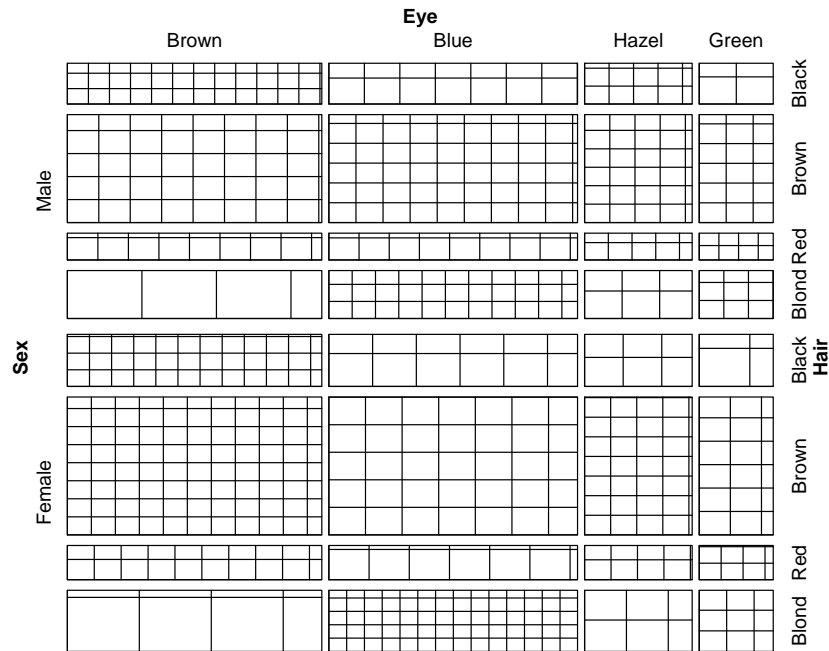 Eye
Brown Blue Hazel Green
Sex
Male
Female
Black
Brown
Red
Blond
Black
Brown
Red
Blond
Hair